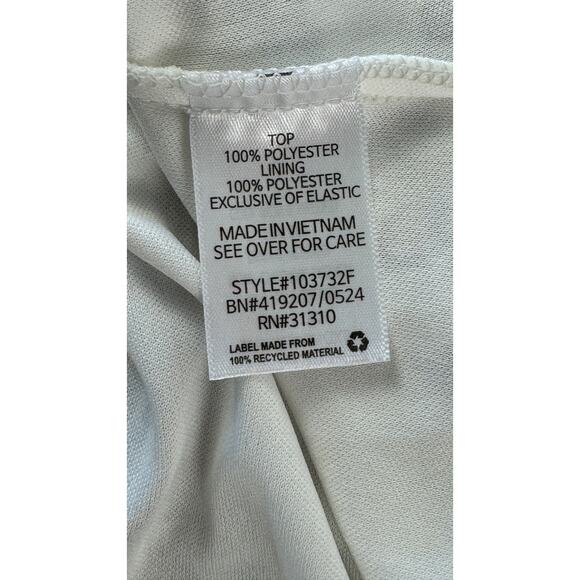 TOP
100% POLYESTER
LINING
100% POLYESTER
EXCLUSIVE OF ELASTIC
MADE IN VIETNAM
SEE OVER FOR CARE
STYLE#103732F
BN#419207/0524
RN#31310
LABEL MADE FROM
100% RECYCLED MATERIAL